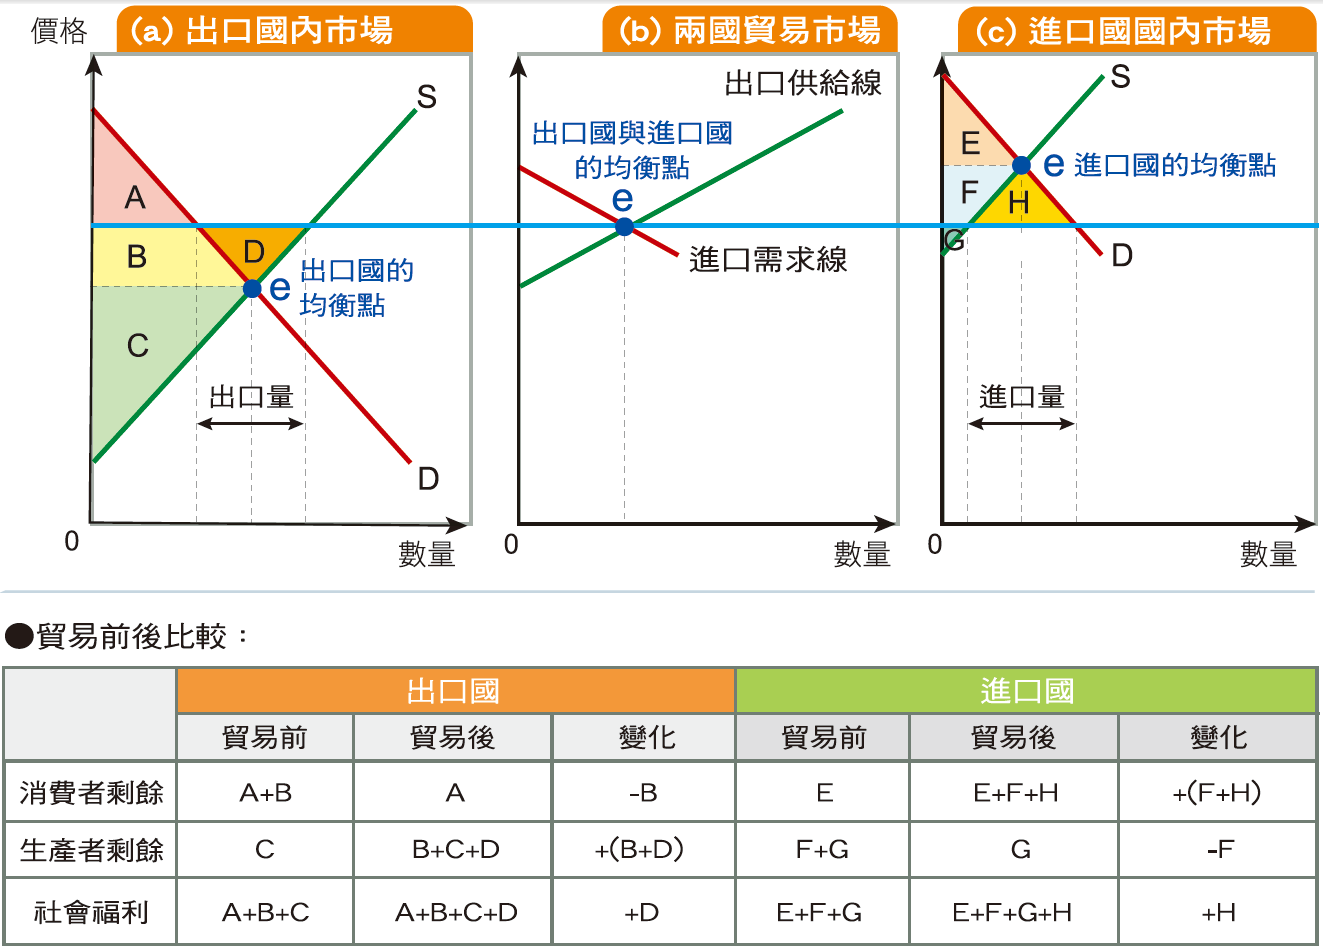 價格
(a) 出口國內市場
S
A
B
D
e 出口國的
均衡點
C
出口量
D
0
數量
(b) 兩國貿易市場
出口供給線
出口國與進口國
的均衡點
e
進口需求線
0
數量
(c) 進口國國內市場
S
E
e 進口國的均衡點
F
H
G
D
進口量
0
數量
●貿易前後比較：
出口國 進口國
貿易前 貿易後 變化 貿易前 貿易後 變化
消費者剩餘 A+B A -B E E+F+H +(F+H)
生產者剩餘 C B+C+D +(B+D) F+G G -F
社會福利 A+B+C A+B+C+D +D E+F+G E+F+G+H +H